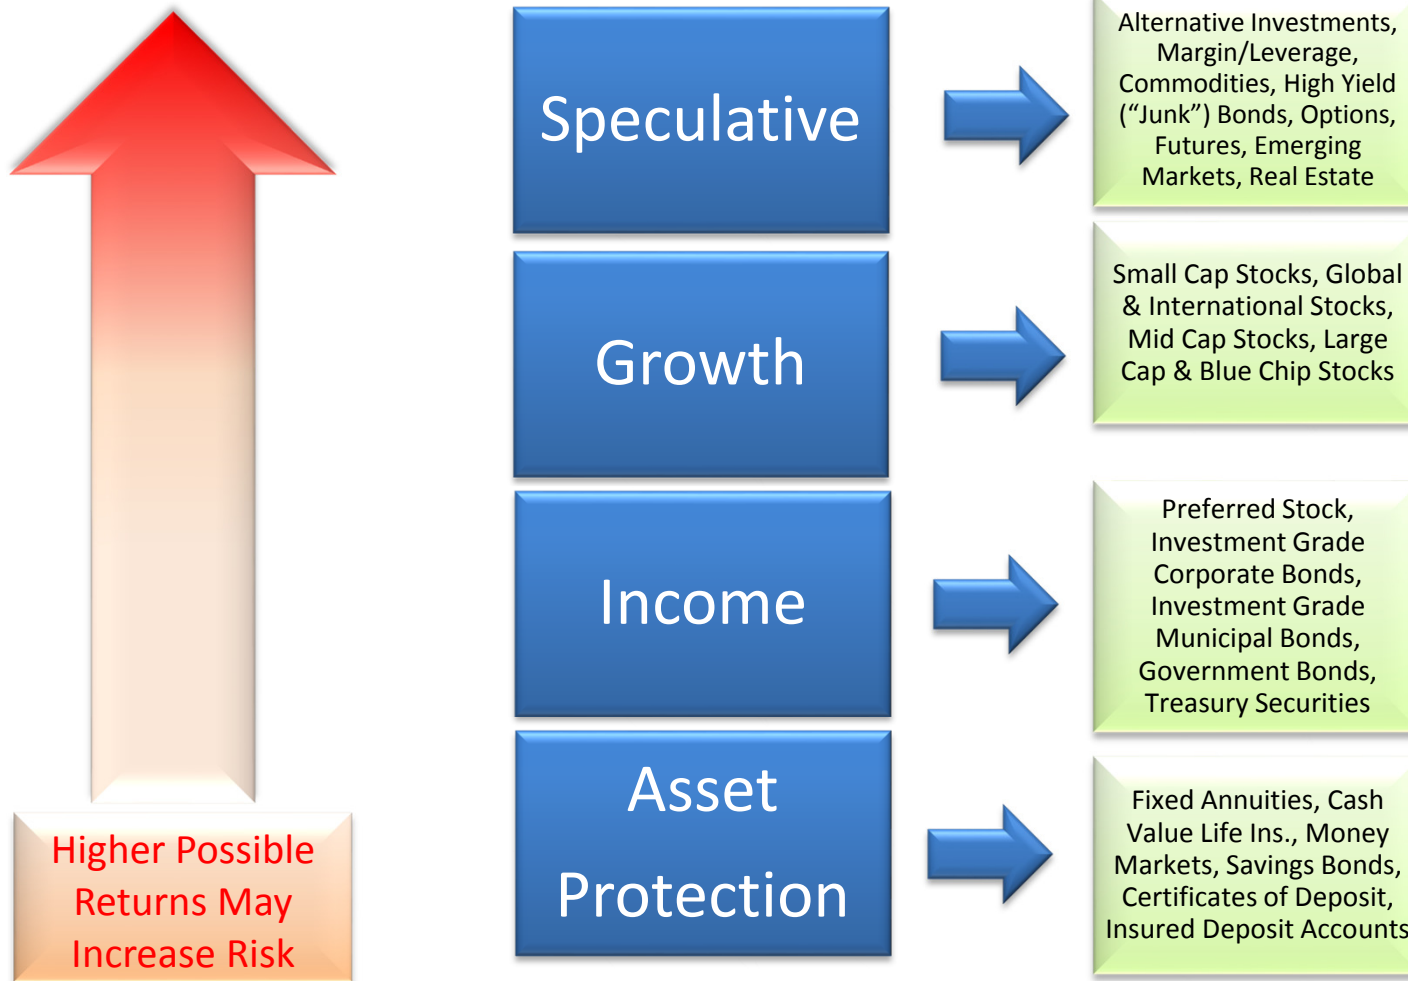 Speculative
Alternative Investments,
Margin/Leverage,
Commodities, High Yield
(“Junk”) Bonds, Options,
Futures, Emerging
Markets, Real Estate
Growth
Small Cap Stocks, Global
& International Stocks,
Mid Cap Stocks, Large
Cap & Blue Chip Stocks
Income
Preferred Stock,
Investment Grade
Corporate Bonds,
Investment Grade
Municipal Bonds,
Government Bonds,
Treasury Securities
Asset
Protection
Fixed Annuities, Cash
Value Life Ins., Money
Markets, Savings Bonds,
Certificates of Deposit,
Insured Deposit Accounts
Higher Possible
Returns May
Increase Risk